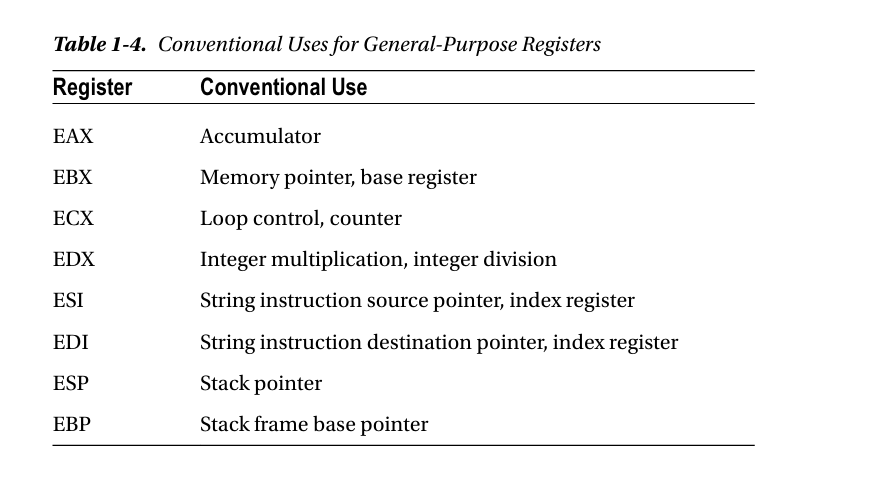 Table 1-4. Conventional Uses for General-Purpose Registers
Register Conventional Use
EAX Accumulator
EBX Memory pointer, base register
ECX Loop control, counter
EDX Integer multiplication, integer division
ESI String instruction source pointer, index register
EDI String instruction destination pointer, index register
ESP Stack pointer
EBP Stack frame base pointer